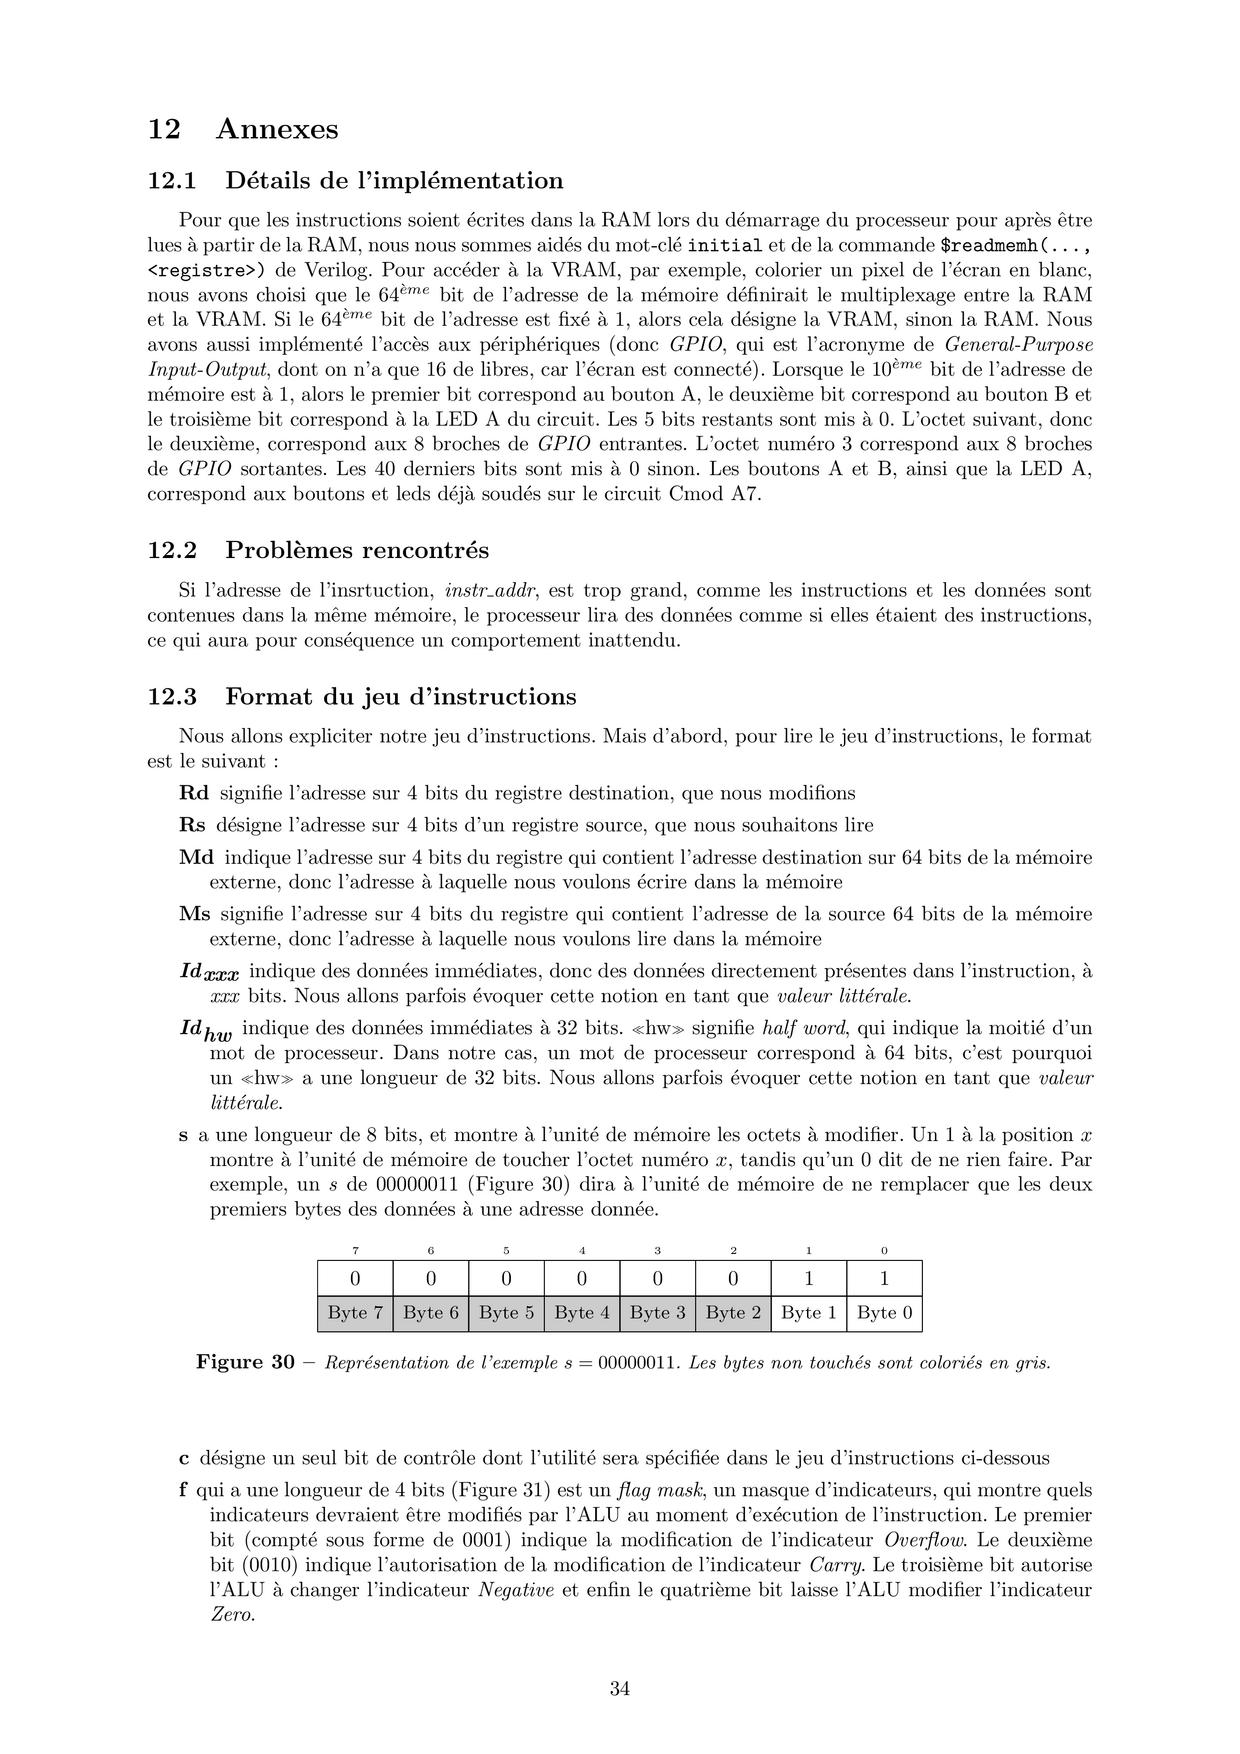 12 Annexes
12.1 Détails de l'implémentation
Pour que les instructions soient écrites dans la RAM lors du démarrage du processeur pour après être
lues à partir de la RAM, nous nous sommes aidés du mot-clé initial et de la commande $readmemh(...,
<registre>) de Verilog. Pour accéder à la VRAM, par exemple, colorier un pixel de l'écran en blanc,
nous avons choisi que le 64ème bit de l'adresse de la mémoire définirait le multiplexage entre la RAM
et la VRAM. Si le 64ème bit de l'adresse est fixé à 1, alors cela désigne la VRAM, sinon la RAM. Nous
avons aussi implémenté l'accès aux périphériques (donc GPIO, qui est l'acronyme de General-Purpose
Input-Output, dont on n'a que 16 de libres, car l'écran est connecté). Lorsque le 10ème bit de l'adresse de
mémoire est à 1, alors le premier bit correspond au bouton A, le deuxième bit correspond au bouton B et
le troisième bit correspond à la LED A du circuit. Les 5 bits restants sont mis à 0. L'octet suivant, donc
le deuxième, correspond aux 8 broches de GPIO entrantes. L'octet numéro 3 correspond aux 8 broches
de GPIO sortantes. Les 40 derniers bits sont mis à 0 sinon. Les boutons A et B, ainsi que la LED A,
correspond aux boutons et leds déjà soudés sur le circuit Cmod A7.
12.2 Problèmes rencontrés
Si l'adresse de l'insrtuction, instr_addr, est trop grand, comme les instructions et les données sont
contenues dans la même mémoire, le processeur lira des données comme si elles étaient des instructions,
ce qui aura pour conséquence un comportement inattendu.
12.3 Format du jeu d'instructions
Nous allons expliciter notre jeu d'instructions. Mais d'abord, pour lire le jeu d'instructions, le format
est le suivant :
Rd signifie l'adresse sur 4 bits du registre destination, que nous modifions
Rs désigne l'adresse sur 4 bits d'un registre source, que nous souhaitons lire
Md indique l'adresse sur 4 bits du registre qui contient l'adresse destination sur 64 bits de la mémoire
externe, donc l'adresse à laquelle nous voulons écrire dans la mémoire
Ms signifie l'adresse sur 4 bits du registre qui contient l'adresse de la source 64 bits de la mémoire
externe, donc l'adresse à laquelle nous voulons lire dans la mémoire
Idxxx indique des données immédiates, donc des données directement présentes dans l'instruction, à
xxx bits. Nous allons parfois évoquer cette notion en tant que valeur littérale.
Idhw indique des données immédiates à 32 bits. ≪hw≫ signifie half word, qui indique la moitié d'un
mot de processeur. Dans notre cas, un mot de processeur correspond à 64 bits, c'est pourquoi
un ≪hw≫ a une longueur de 32 bits. Nous allons parfois évoquer cette notion en tant que valeur
littérale.
s a une longueur de 8 bits, et montre à l'unité de mémoire les octets à modifier. Un 1 à la position x
montre à l'unité de mémoire de toucher l'octet numéro x, tandis qu'un 0 dit de ne rien faire. Par
exemple, un s de 00000011 (Figure 30) dira à l'unité de mémoire de ne remplacer que les deux
premiers bytes des données à une adresse donnée.
7 6 5 4 3 2 1 0
0 0 0 0 0 0 1 1
Byte 7 Byte 6 Byte 5 Byte 4 Byte 3 Byte 2 Byte 1 Byte 0
Figure 30 – Représentation de l'exemple s = 00000011. Les bytes non touchés sont coloriés en gris.
c désigne un seul bit de contrôle dont l'utilité sera spécifiée dans le jeu d'instructions ci-dessous
f qui a une longueur de 4 bits (Figure 31) est un flag mask, un masque d'indicateurs, qui montre quels
indicateurs devraient être modifiés par l'ALU au moment d'exécution de l'instruction. Le premier
bit (compté sous forme de 0001) indique la modification de l'indicateur Overflow. Le deuxième
bit (0010) indique l'autorisation de la modification de l'indicateur Carry. Le troisième bit autorise
l'ALU à changer l'indicateur Negative et enfin le quatrième bit laisse l'ALU modifier l'indicateur
Zero.
34